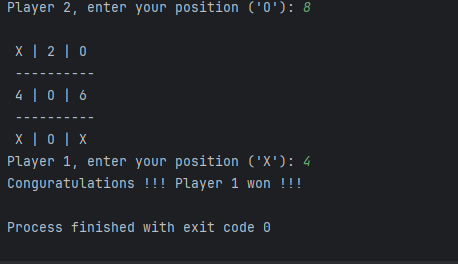 Player 2, enter your position ('O'): 8
X | 2 | O
----------
4 | O | 6
----------
X | O | X
Player 1, enter your position ('X'): 4
Conguratulations !!! Player 1 won !!!
Process finished with exit code 0